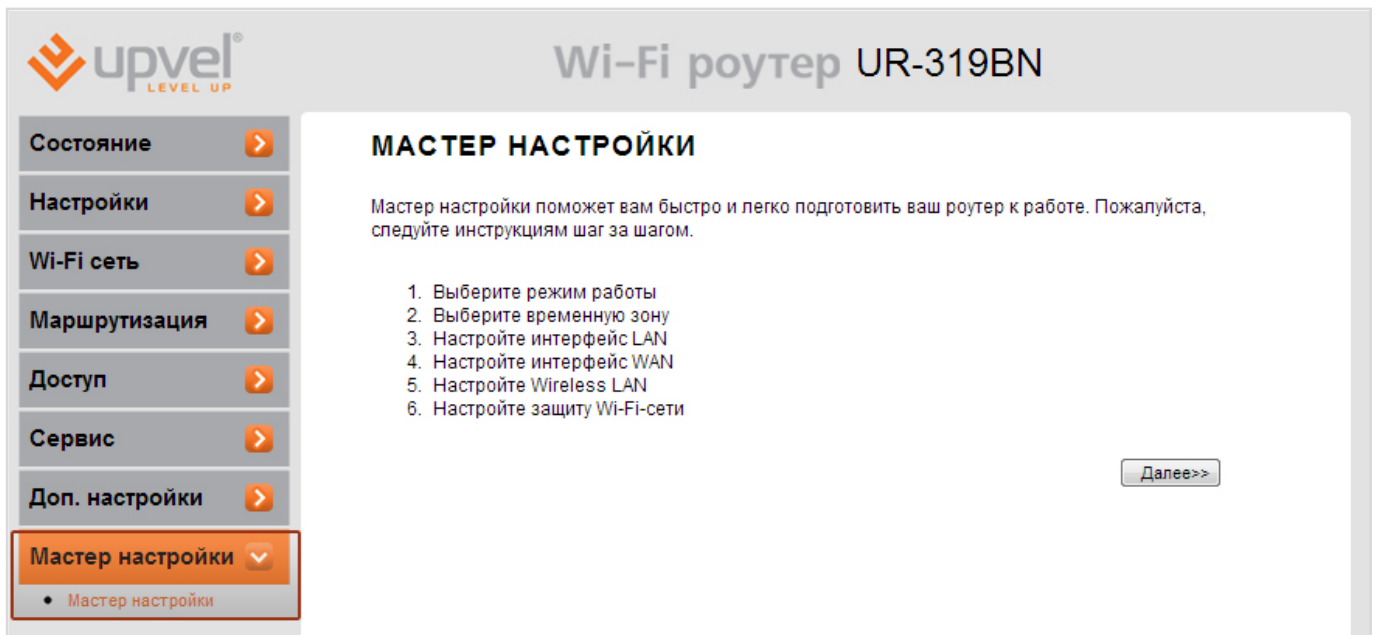 upvel®
LEVEL UP
Wi-Fi роутер UR-319BN
Состояние
Настройки
Wi-Fi сеть
Маршрутизация
Доступ
Сервис
Доп. настройки
Мастер настройки
• Мастер настройки
МАСТЕР НАСТРОЙКИ
Мастер настройки поможет вам быстро и легко подготовить ваш роутер к работе. Пожалуйста,
следуйте инструкциям шаг за шагом.
1. Выберите режим работы
2. Выберите временную зону
3. Настройте интерфейс LAN
4. Настройте интерфейс WAN
5. Настройте Wireless LAN
6. Настройте защиту Wi-Fi-сети
Далее>>